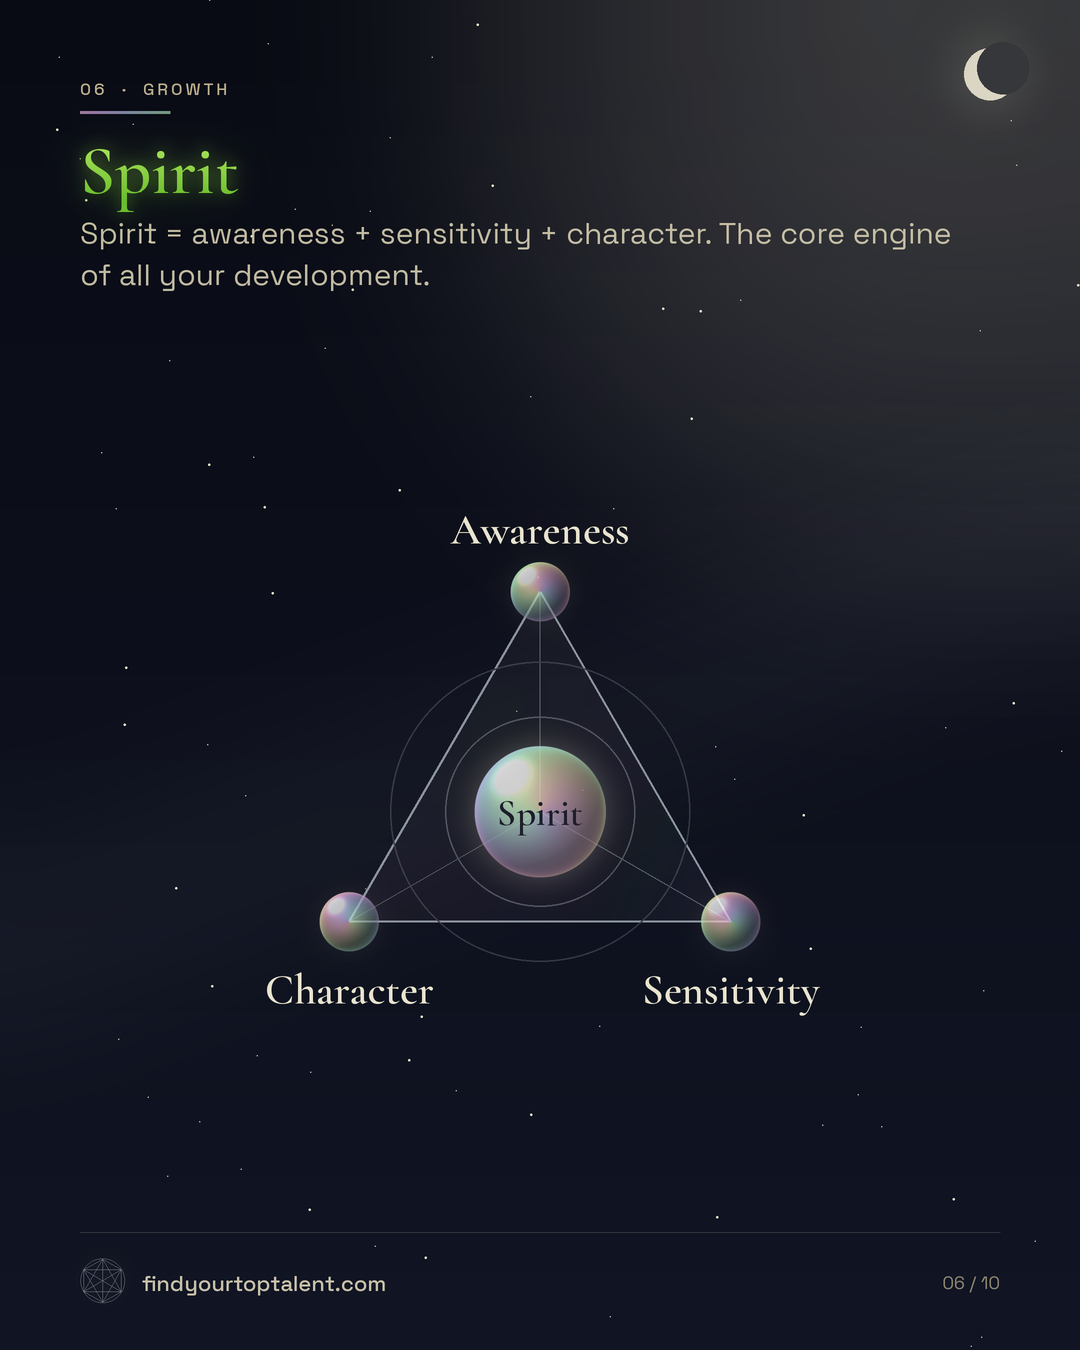 06 · GROWTH
Spirit
Spirit = awareness + sensitivity + character. The core engine
of all your development.
Awareness
Spirit
Character
Sensitivity
findyourtoptalent.com
06 / 10